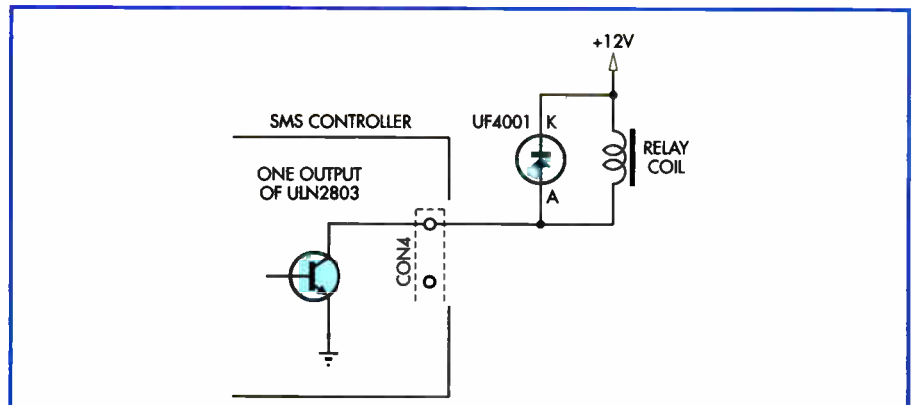 +12V
UF4001 K
SMS CONTROLLER
RELAY
COIL
ONE OUTPUT
OF ULN2803
A
CON4